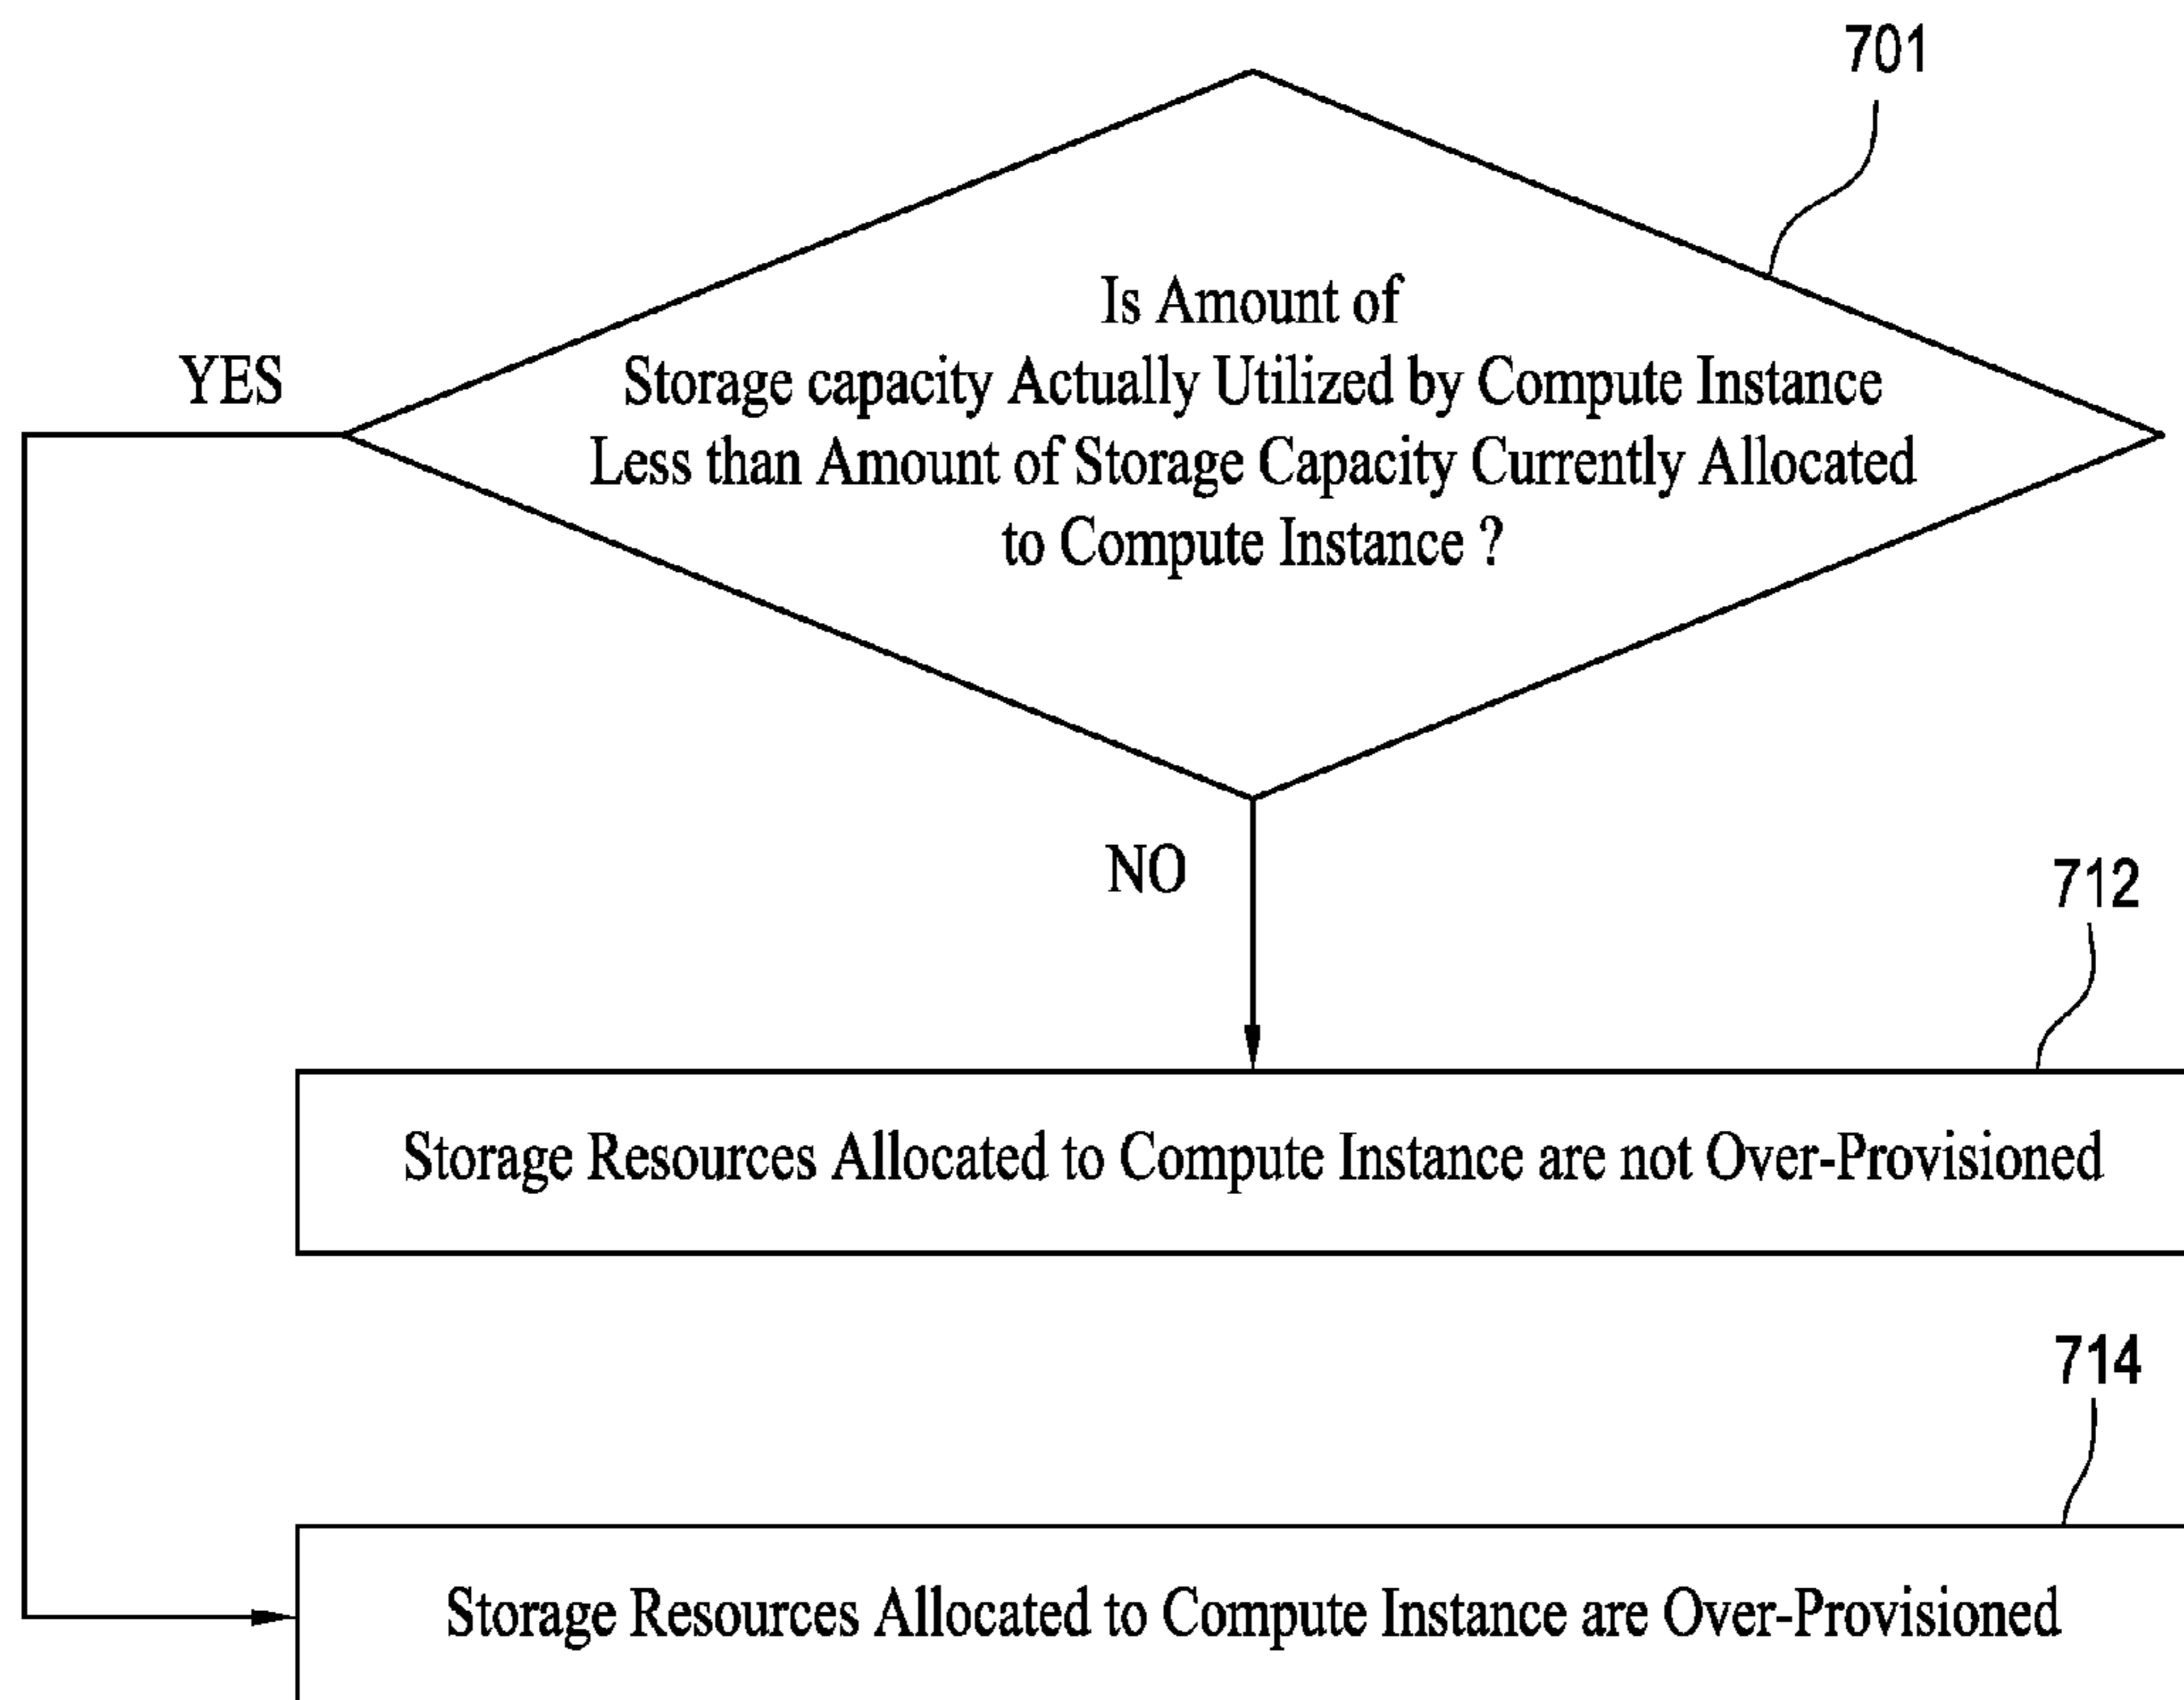 701
Is Amount of
YES
Storage capacity Actually Utilized by Compute Instance
Less than Amount of Storage Capacity Currently Allocated
to Compute Instance ?
NO
712
Storage Resources Allocated to Compute Instance are not Over-Provisioned
714
Storage Resources Allocated to Compute Instance are Over-Provisioned